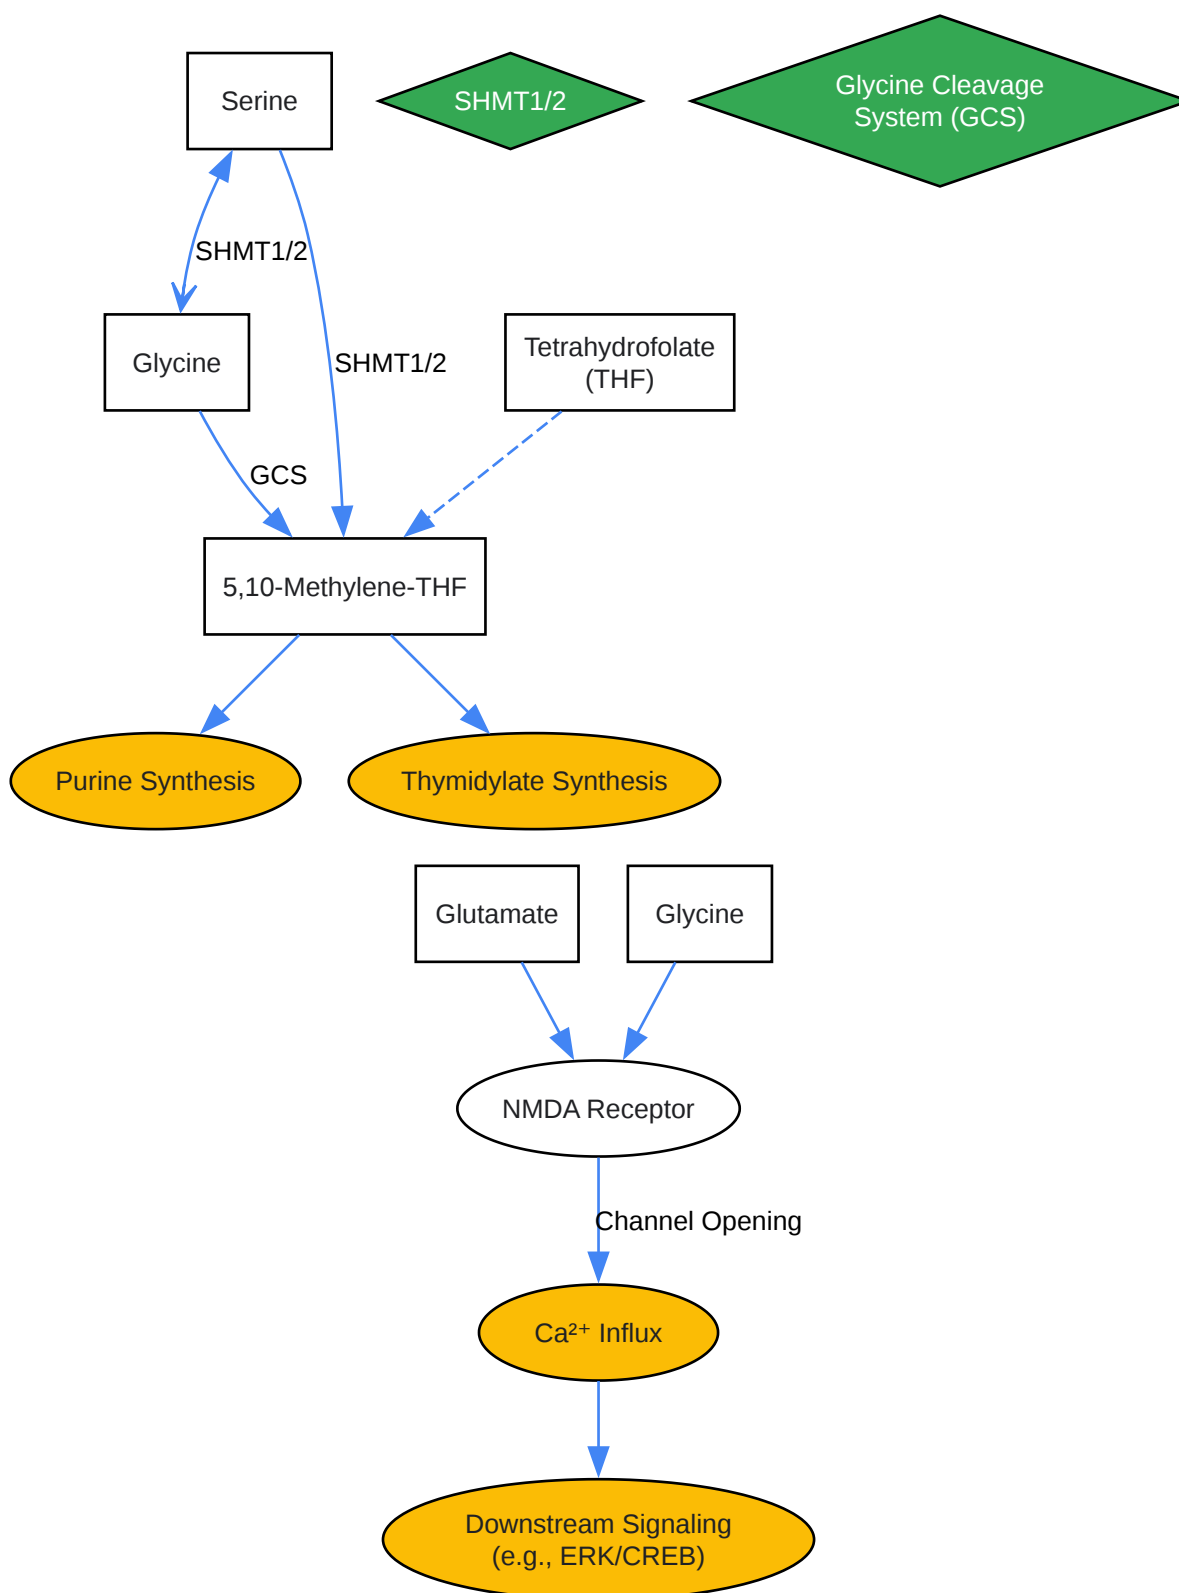 Serine
SHMT1/2
Glycine Cleavage
System (GCS)
SHMT1/2
Glycine
SHMT1/2
Tetrahydrofolate
(THF)
GCS
5,10-Methylene-THF
Purine Synthesis
Thymidylate Synthesis
Glutamate
Glycine
NMDA Receptor
Channel Opening
Ca²⁺ Influx
Downstream Signaling
(e.g., ERK/CREB)